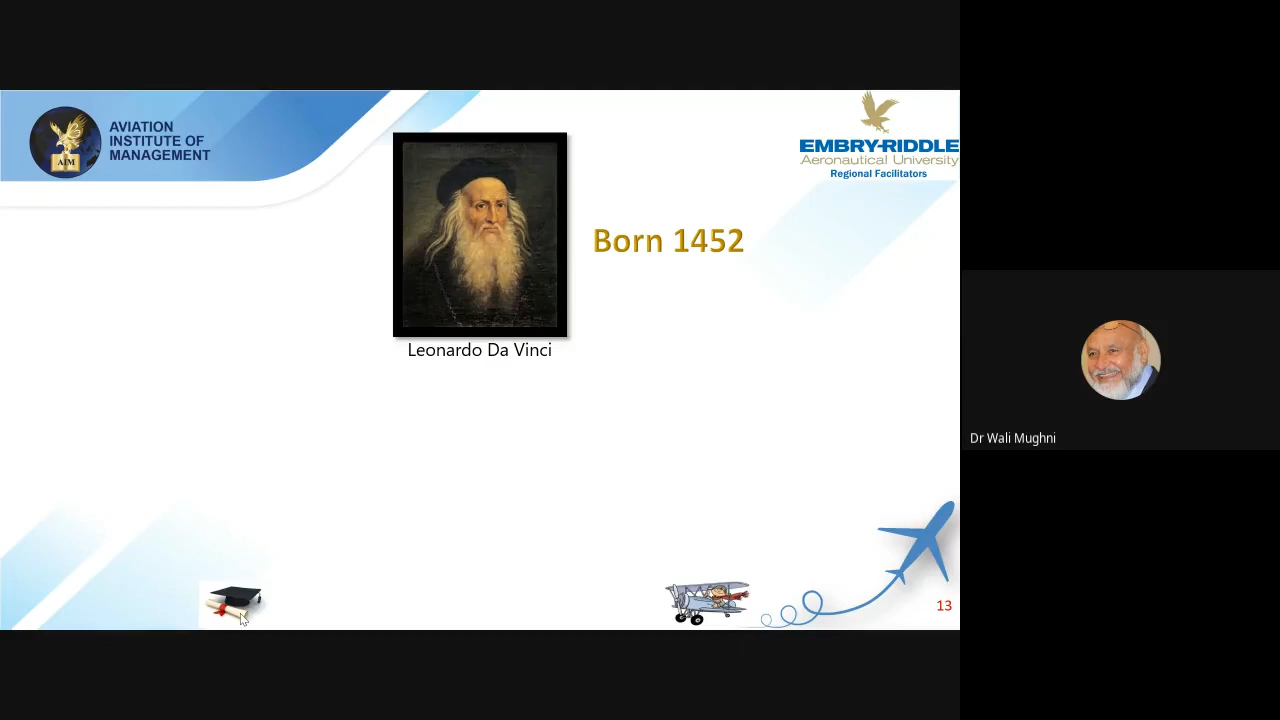 AVIATION
INSTITUTE OF
MANAGEMENT
AIM
EMBRY-RIDDLE
Aeronautical University
Regional Facilitators
Born 1452
Leonardo Da Vinci
Dr Wali Mughni
13